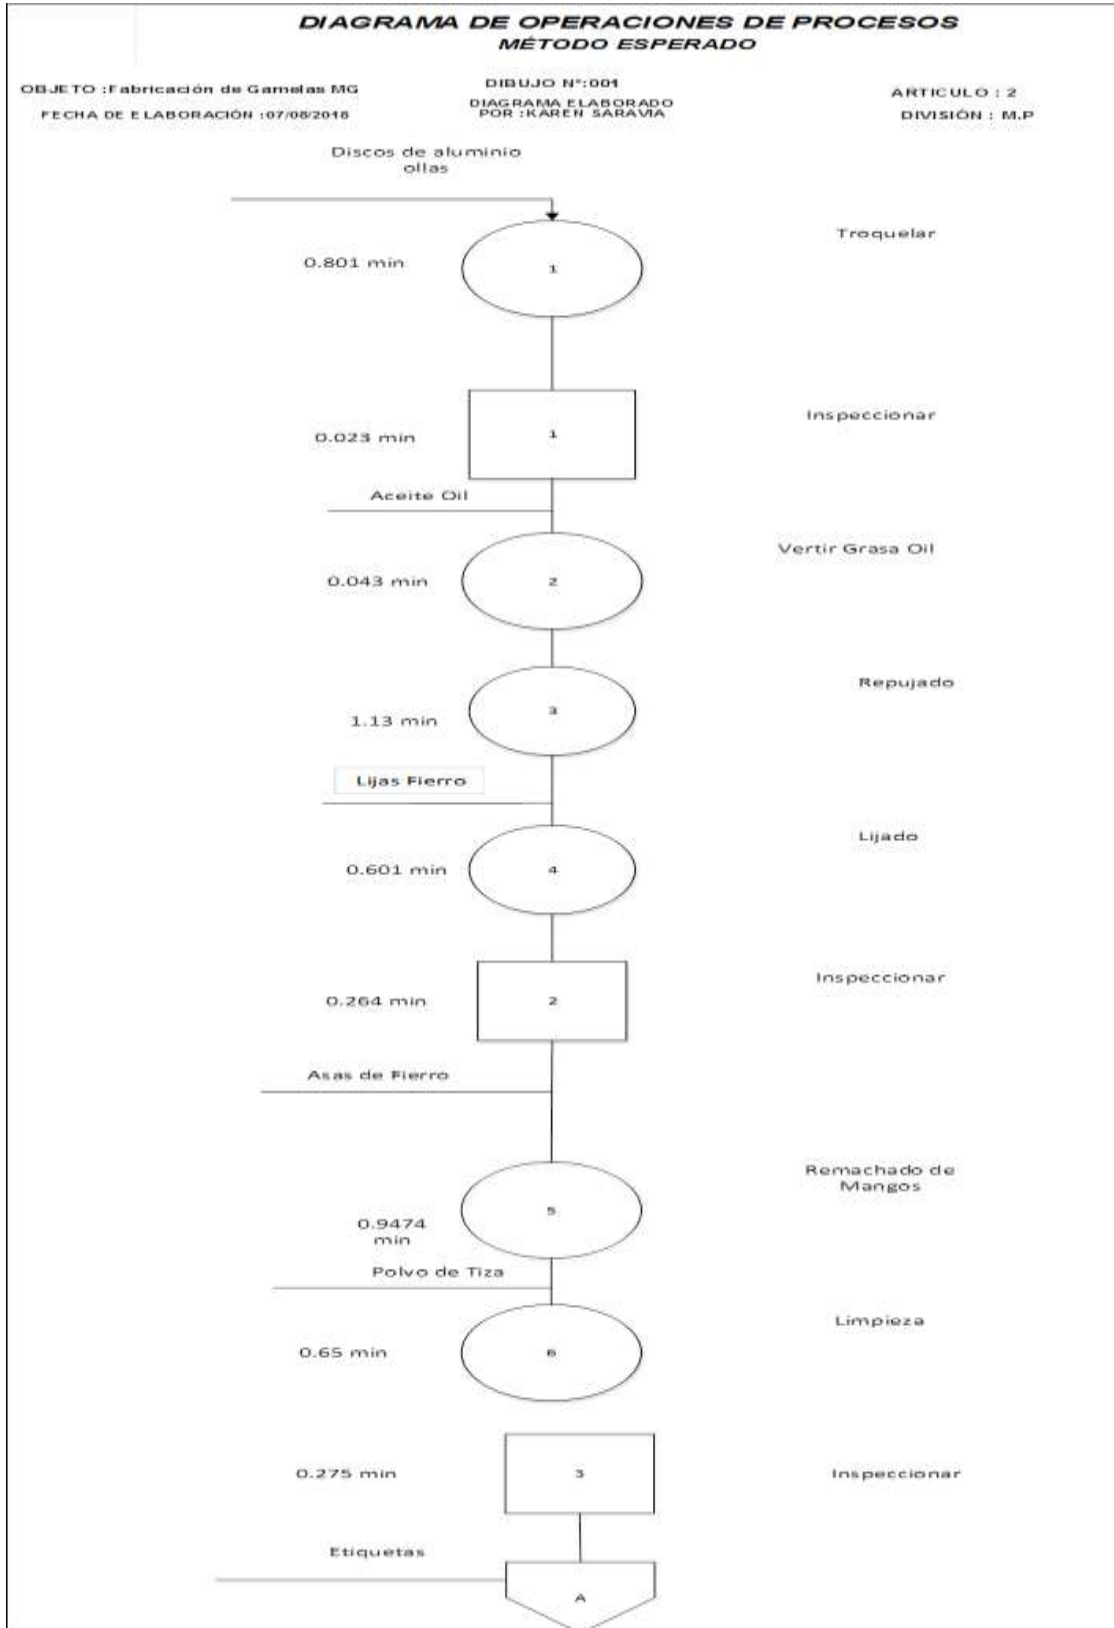 DIAGRAMA DE OPERACIONES DE PROCESOS
MÉTODO ESPERADO
OBJETO :Fabricación de Gamelas MG
FECHA DE ELABORACIÓN :07/08/2018
DIBUJO N°:001
DIAGRAMA ELABORADO
POR :KAREN SARAVIA
ARTICULO : 2
DIVISIÓN : M.P
Discos de aluminio
ollas
0.801 min
1
Troquelar
0.023 min
1
Inspeccionar
Aceite Oil
0.043 min
2
Vertir Grasa Oil
1.13 min
3
Repujado
Lijas Fierro
0.601 min
4
Lijado
0.264 min
2
Inspeccionar
Asas de Fierro
0.9474
min
5
Remachado de
Mangos
Polvo de Tiza
0.65 min
6
Limpieza
0.275 min
3
Inspeccionar
Etiquetas
A